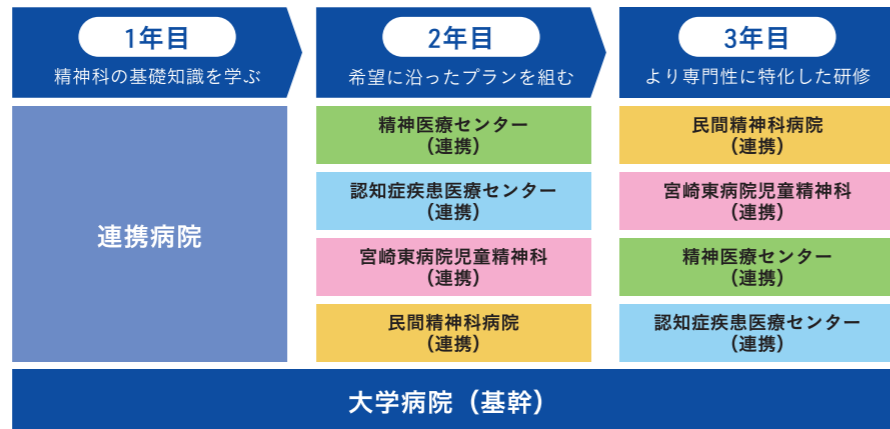 1年目
精神科の基礎知識を学ぶ
2年目
希望に沿ったプランを組む
3年目
より専門性に特化した研修
連携病院
精神医療センター
（連携）
認知症疾患医療センター
（連携）
宮崎東病院児童精神科
（連携）
民間精神科病院
（連携）
民間精神科病院
（連携）
宮崎東病院児童精神科
（連携）
精神医療センター
（連携）
認知症疾患医療センター
（連携）
大学病院（基幹）